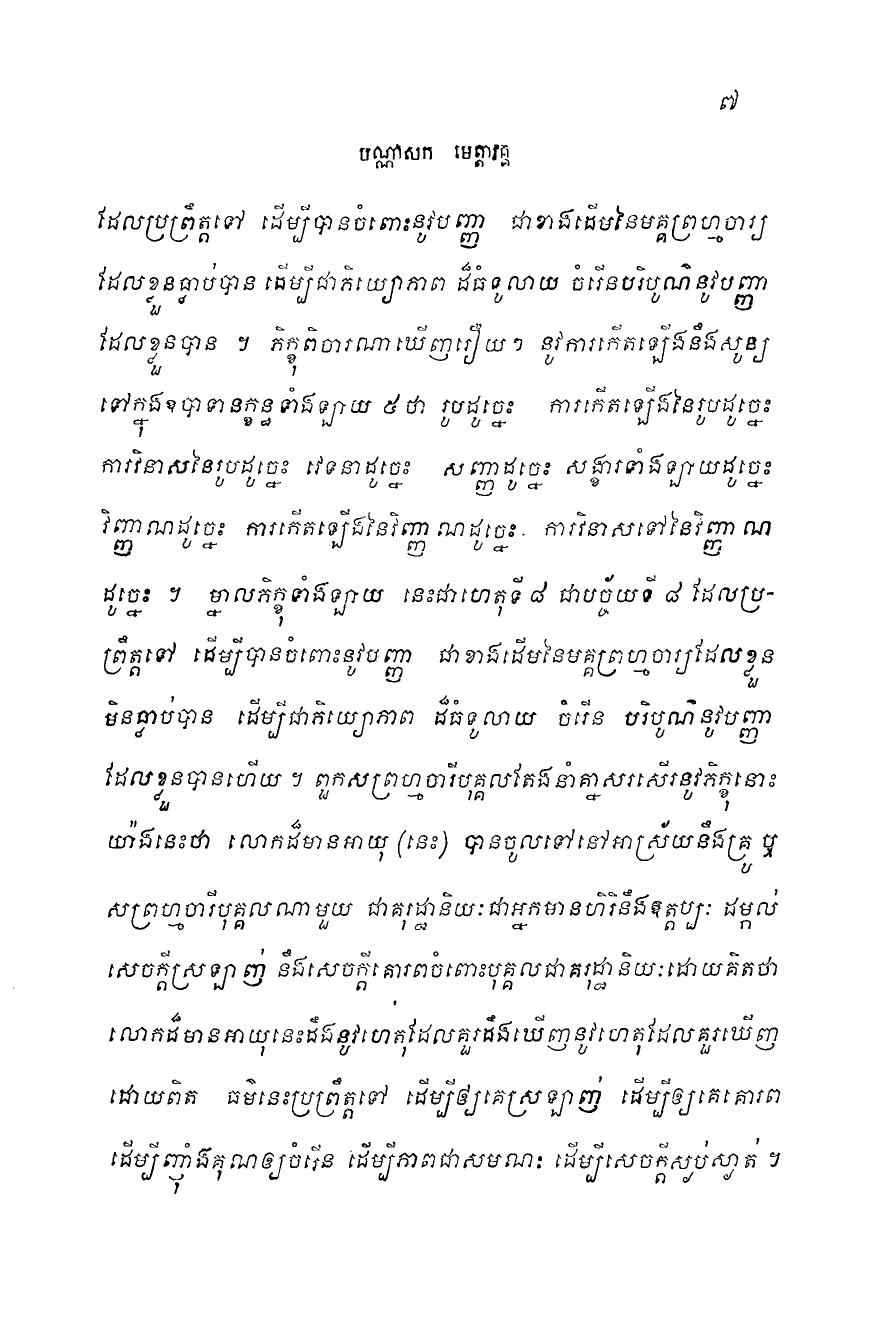 ៧
បណ្ណាសក មេត្តាវគ្គ
ដែលប្រព្រឹត្តទៅ ដើម្បីបានចំពោះនូវបញ្ញា ជាខាងដើមនៃមគ្គព្រហ្មចារ្យ
ដែលខ្លួនធ្លាប់បាន ដើម្បីជាភិយ្យោភាព ដ៏ធំទូលាយ ចំរើនបរិបូណ៌នូវបញ្ញា
ដែលខ្លួនបាន ។ ភិក្ខុពិចារណាឃើញរឿយៗ នូវការកើតឡើងនឹងសូន្យ
ទៅក្នុងឧបាទានក្ខន្ធទាំងឡាយ ៥ ថា រូបដូច្នេះ ការកើតឡើងនៃរូបដូច្នេះ
ការវិនាសនៃរូបដូច្នេះ វេទនាដូច្នេះ សញ្ញាដូច្នេះ សង្ខារទាំងឡាយដូច្នេះ
វិញ្ញាណដូច្នេះ ការកើតឡើងនៃវិញ្ញាណដូច្នេះ ការវិនាសទៅនៃវិញ្ញាណ
ដូច្នេះ ។ ម្នាលភិក្ខុទាំងឡាយ នេះជាហេតុទី ៨ ជាបច្ច័យទី ៨ ដែលប្រ-
ព្រឹត្តទៅ ដើម្បីបានចំពោះនូវបញ្ញា ជាខាងដើមនៃមគ្គព្រហ្មចារ្យដែលខ្លួន
មិនធ្លាប់បាន ដើម្បីជាភិយ្យោភាព ដ៏ធំទូលាយ ចំរើន បរិបូណ៌នូវបញ្ញា
ដែលខ្លួនបានហើយ ។ ពួកសព្រហ្មចារីបុគ្គលតែងនាំគ្នាសរសើរនូវភិក្ខុនោះ
យ៉ាងនេះថា លោកដ៏មានអាយុ (នេះ) បានចូលទៅនៅអាស្រ័យនឹងគ្រូ ឬ
សព្រហ្មចារីបុគ្គលណាមួយ ជាគរុដ្ឋានិយៈជាអ្នកមានហិរិនឹងឧត្តប្បៈ ដម្កល់
សេចក្តីស្រឡាញ់ នឹងសេចក្តីគោរពចំពោះបុគ្គលជាគរុដ្ឋានិយៈដោយគិតថា
លោកដ៏មានអាយុនេះដឹងនូវហេតុដែលគួរដឹងឃើញនូវហេតុដែលគួរឃើញ
ដោយពិត ធម៌នេះប្រព្រឹត្តទៅ ដើម្បីឲ្យគេស្រឡាញ់ ដើម្បីឲ្យគេគោរព
ដើម្បីញ៉ាំងគុណឲ្យចំរើន ដើម្បីភាពជាសមណៈ ដើម្បីសេចក្តីស្ងប់ស្ងាត់ ។